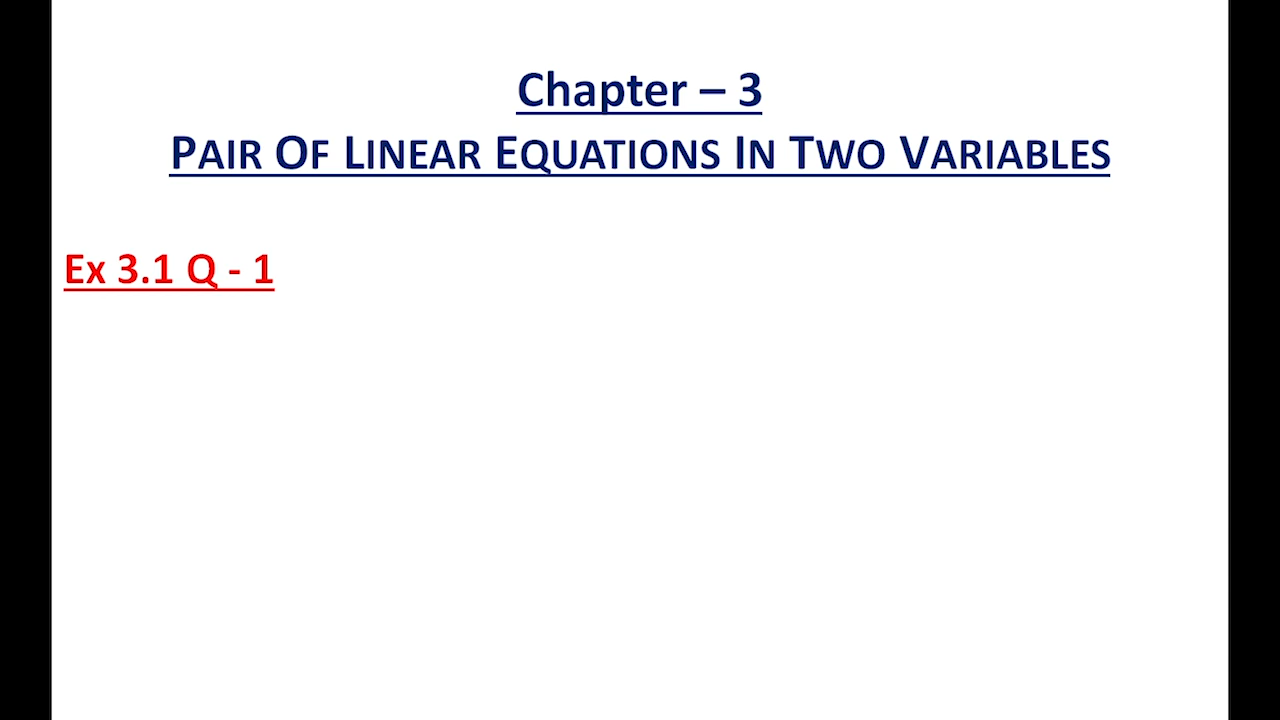 Chapter – 3
PAIR OF LINEAR EQUATIONS IN TWO VARIABLES
Ex 3.1 Q - 1